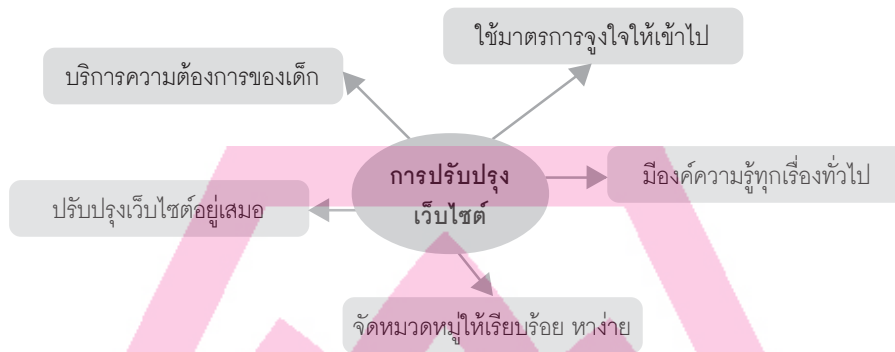 ใช้มาตรการจูงใจให้เข้าไป
บริการความต้องการของเด็ก
การปรับปรุง
เว็บไซต์
มีองค์ความรู้ทุกเรื่องทั่วไป
ปรับปรุงเว็บไซต์อยู่เสมอ
จัดหมวดหมู่ให้เรียบร้อย หาง่าย